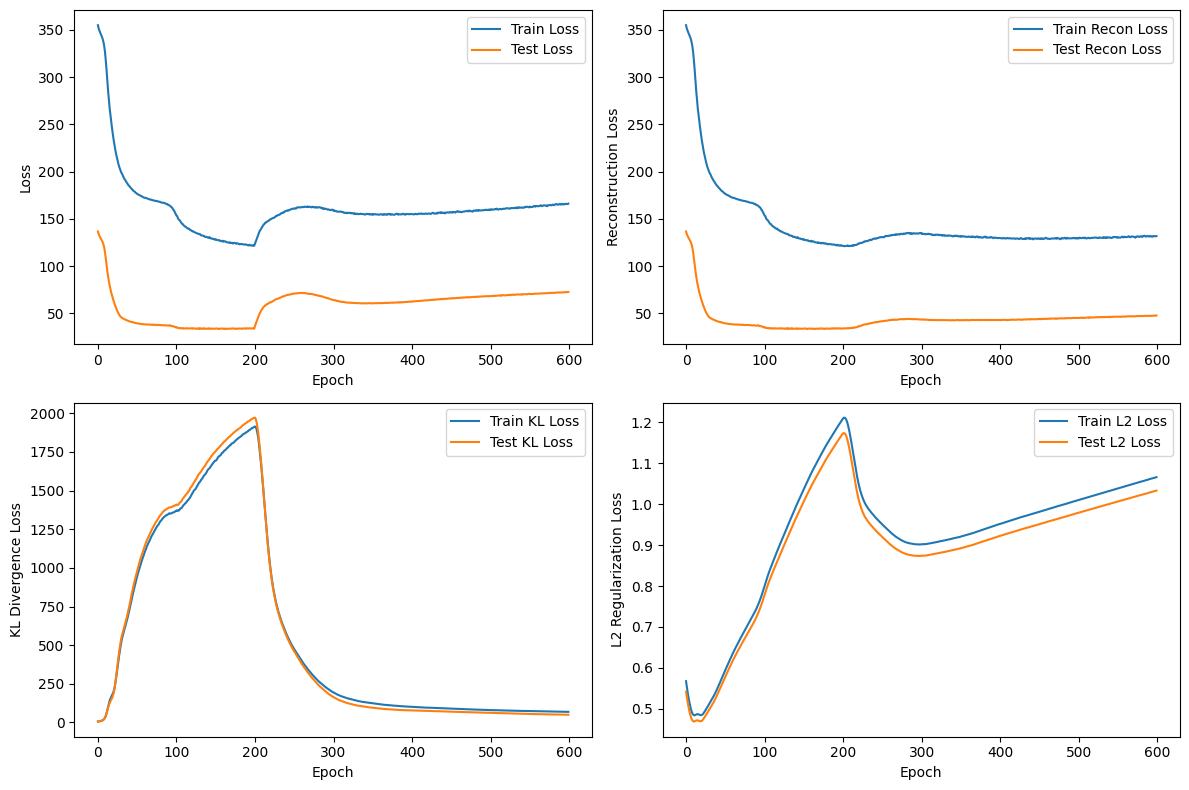 350
300
250
200
150
100
50
Loss
Train Loss
Test Loss
0 100 200 300 400 500 600
Epoch
350
300
250
200
150
100
50
Reconstruction Loss
Train Recon Loss
Test Recon Loss
0 100 200 300 400 500 600
Epoch
2000
1750
1500
1250
1000
750
500
250
0
KL Divergence Loss
Train KL Loss
Test KL Loss
0 100 200 300 400 500 600
Epoch
1.2
1.1
1.0
0.9
0.8
0.7
0.6
0.5
L2 Regularization Loss
Train L2 Loss
Test L2 Loss
0 100 200 300 400 500 600
Epoch